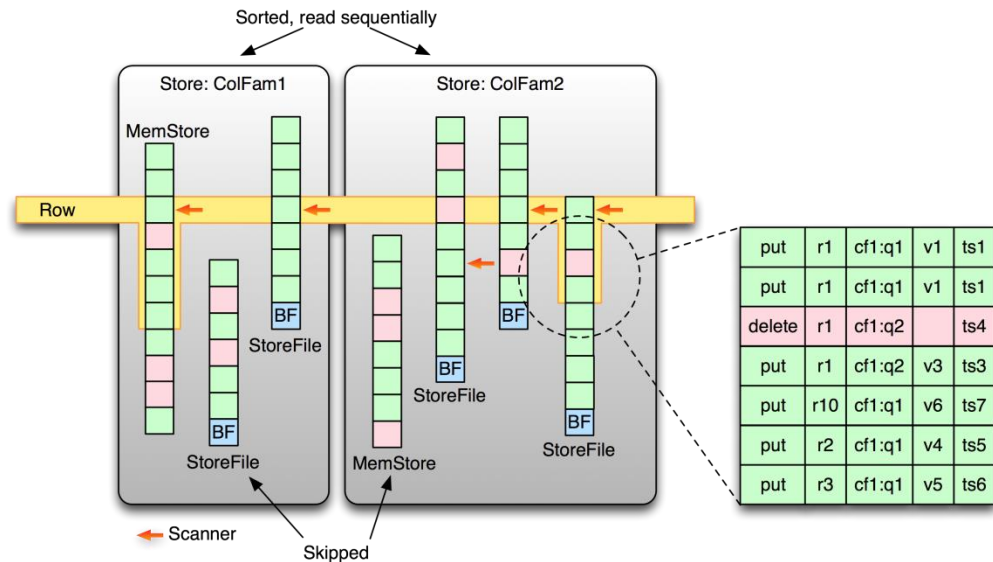 Sorted, read sequentially
Store: ColFam1
Store: ColFam2
MemStore
Row
BF
StoreFile
BF
StoreFile
BF
StoreFile
BF
MemStore
BF
StoreFile
Scanner
Skipped
put r1 cf1:q1 v1 ts1
put r1 cf1:q1 v1 ts1
delete r1 cf1:q2 ts4
put r1 cf1:q2 v3 ts3
put r10 cf1:q1 v6 ts7
put r2 cf1:q1 v4 ts5
put r3 cf1:q1 v5 ts6